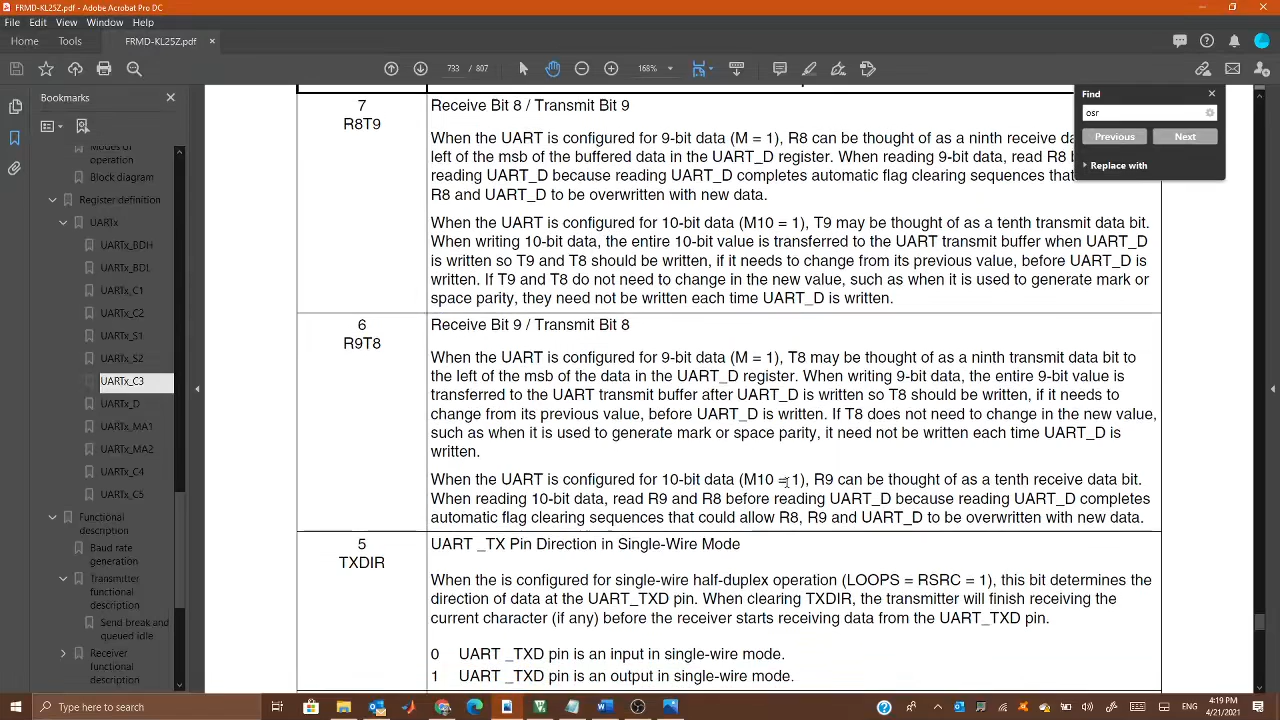 FRMD-KL25Z.pdf - Adobe Acrobat Pro DC
File Edit View Window Help
Home Tools FRMD-KL25Z.pdf ×
733 / 807 168%
Bookmarks
Modes of
operation
Block diagram
Register definition
UARTx
UARTx_BDH
UARTx_BDL
UARTx_C1
UARTx_C2
UARTx_S1
UARTx_S2
UARTx_C3
UARTx_D
UARTx_MA1
UARTx_MA2
UARTx_C4
UARTx_C5
Functional
description
Baud rate
generation
Transmitter
functional
description
Send break and
queued idle
Receiver
functional
description
7
R8T9
Receive Bit 8 / Transmit Bit 9
When the UART is configured for 9-bit data (M = 1), R8 can be thought of as a ninth receive
left of the msb of the buffered data in the UART_D register. When reading 9-bit data, read R8
reading UART_D because reading UART_D completes automatic flag clearing sequences
R8 and UART_D to be overwritten with new data.
When the UART is configured for 10-bit data (M10 = 1), T9 may be thought of as a tenth transmit data bit.
When writing 10-bit data, the entire 10-bit value is transferred to the UART transmit buffer when UART_D
is written so T9 and T8 should be written, if it needs to change from its previous value, before UART_D is
written. If T9 and T8 do not need to change in the new value, such as when it is used to generate mark or
space parity, they need not be written each time UART_D is written.
6
R9T8
Receive Bit 9 / Transmit Bit 8
When the UART is configured for 9-bit data (M = 1), T8 may be thought of as a ninth transmit data bit to
the left of the msb of the data in the UART_D register. When writing 9-bit data, the entire 9-bit value is
transferred to the UART transmit buffer after UART_D is written so T8 should be written, if it needs to
change from its previous value, before UART_D is written. If T8 does not need to change in the new value,
such as when it is used to generate mark or space parity, it need not be written each time UART_D is
written.
When the UART is configured for 10-bit data (M10 = 1), R9 can be thought of as a tenth receive data bit.
When reading 10-bit data, read R9 and R8 before reading UART_D because reading UART_D completes
automatic flag clearing sequences that could allow R8, R9 and UART_D to be overwritten with new data.
5
TXDIR
UART _TX Pin Direction in Single-Wire Mode
When the is configured for single-wire half-duplex operation (LOOPS = RSRC = 1), this bit determines the
direction of data at the UART_TXD pin. When clearing TXDIR, the transmitter will finish receiving the
current character (if any) before the receiver starts receiving data from the UART_TXD pin.
0 UART _TXD pin is an input in single-wire mode.
1 UART _TXD pin is an output in single-wire mode.
Find
osr
Previous Next
Replace with
Type here to search
4:19 PM
4/21/2021